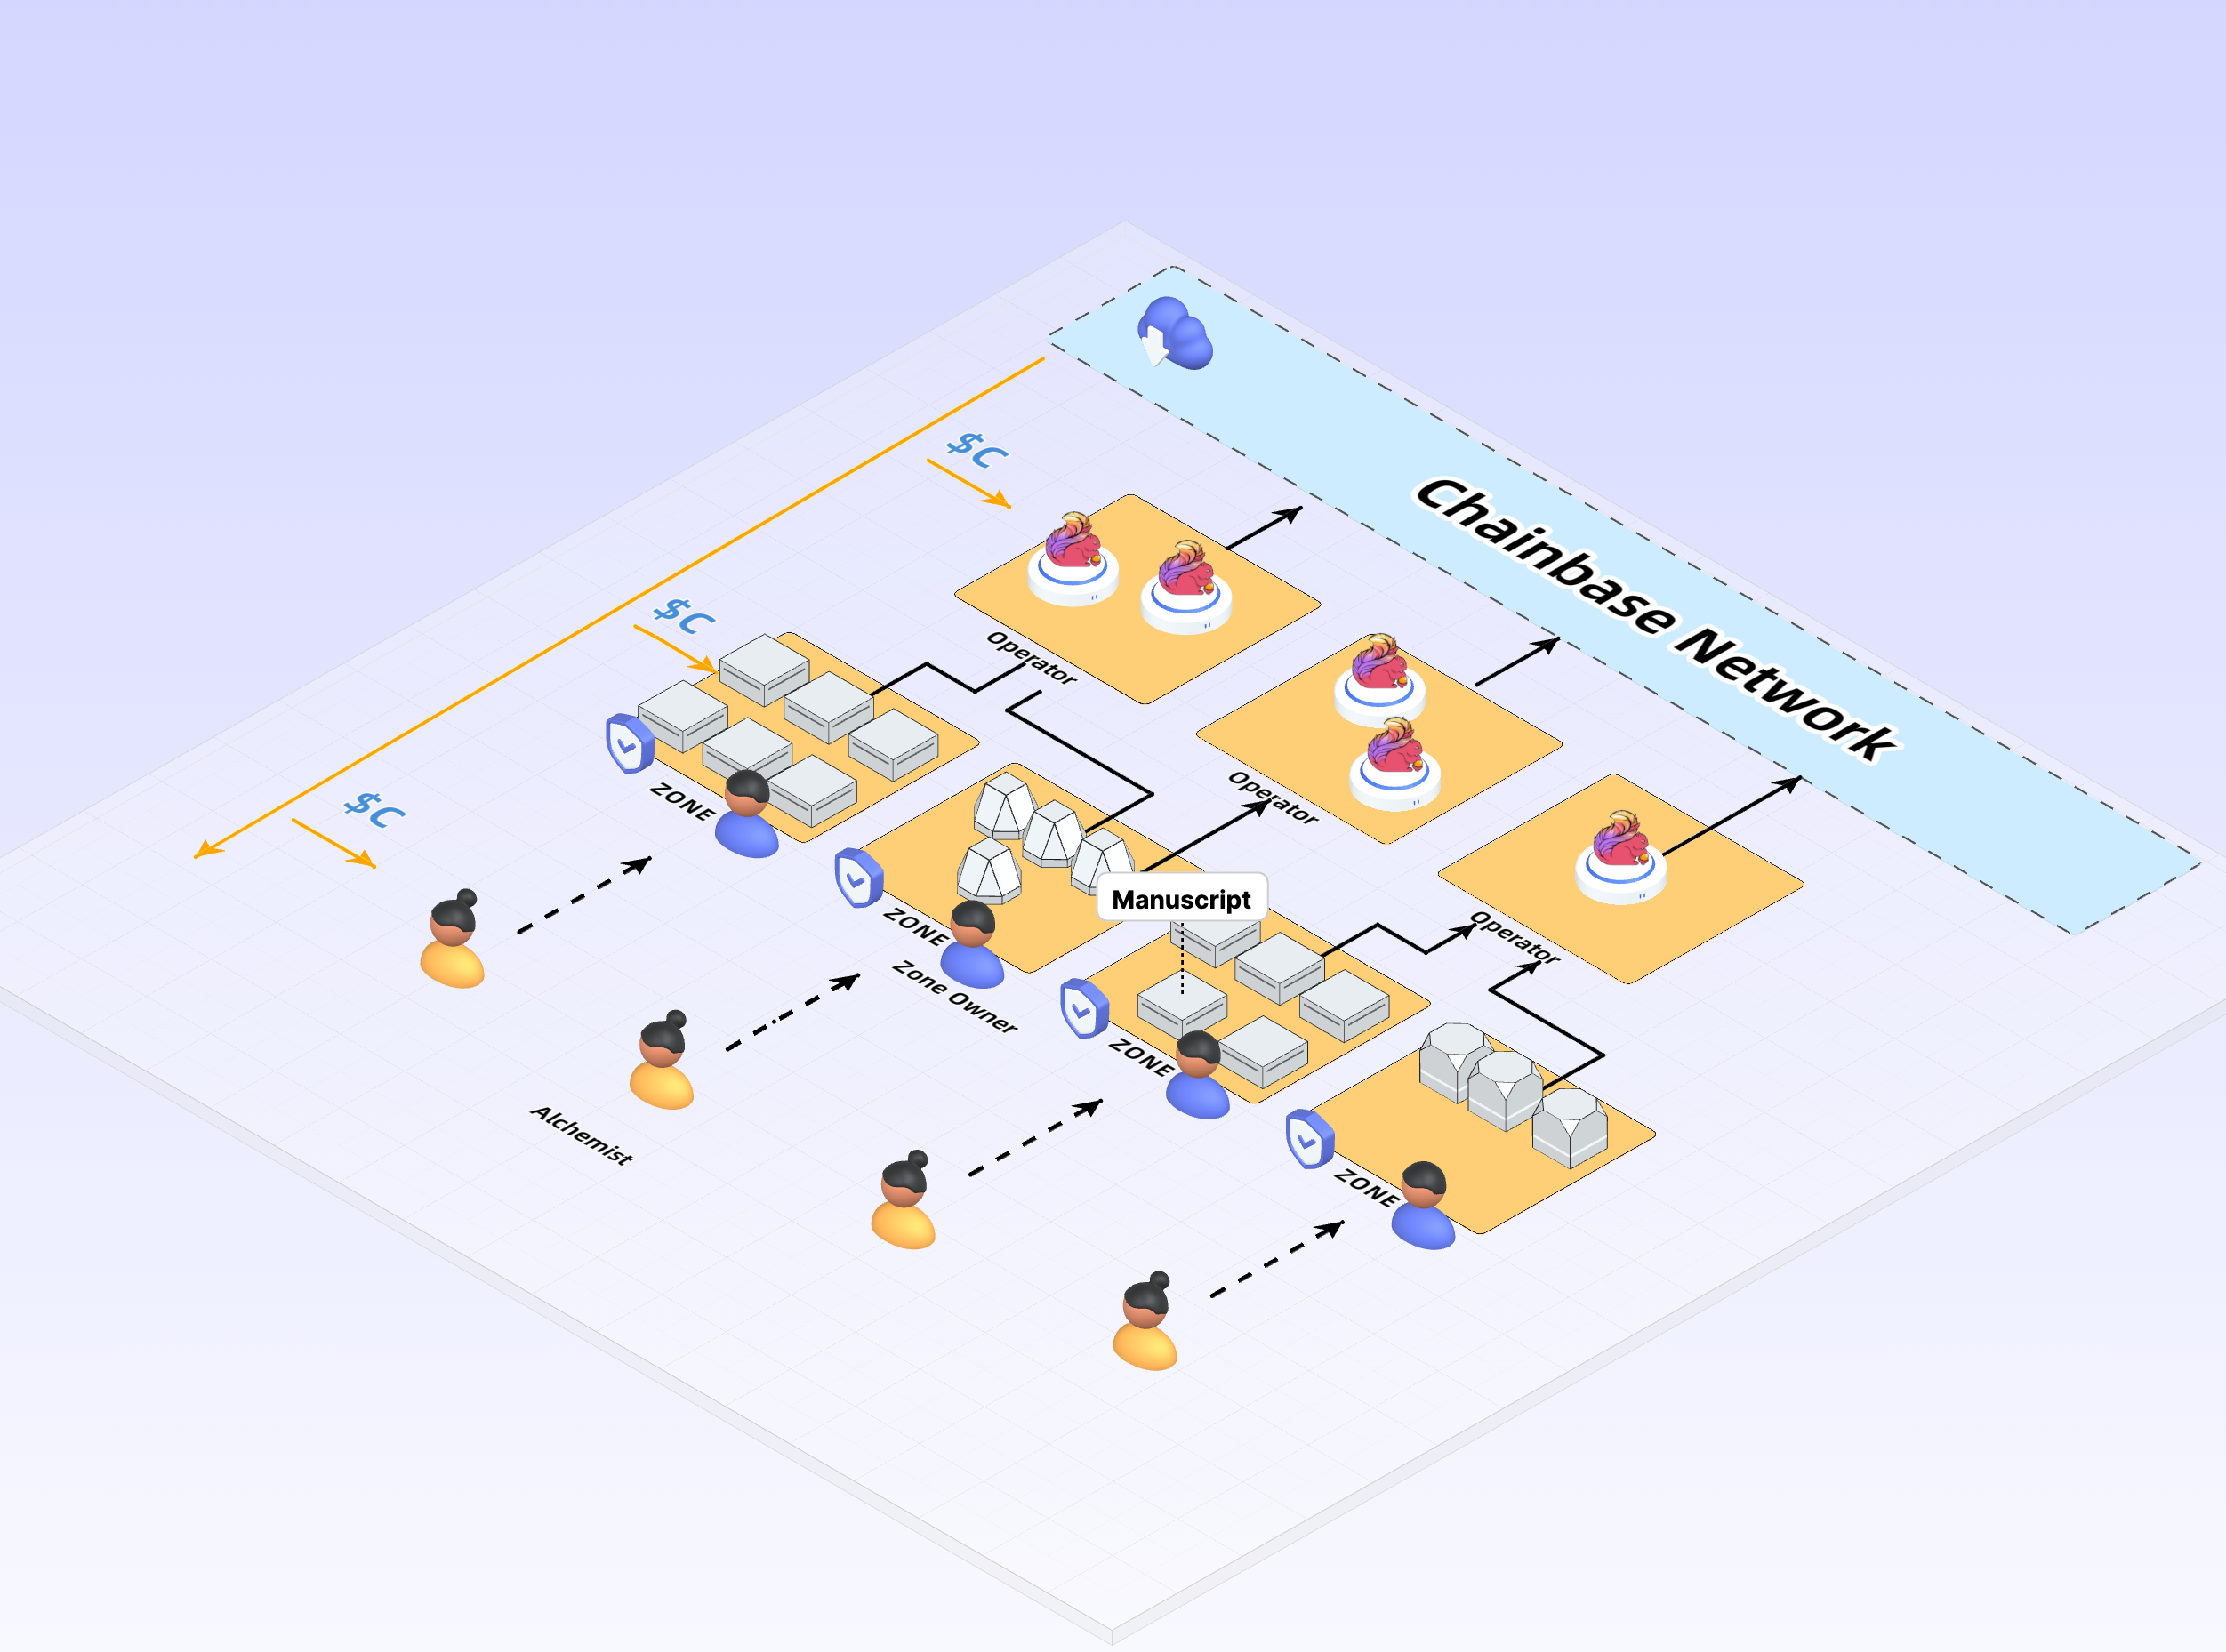 Chainbase Network
$C
$C
$C
Operator
Operator
Operator
ZONE
ZONE
Zone Owner
Manuscript
ZONE
ZONE
Alchemist